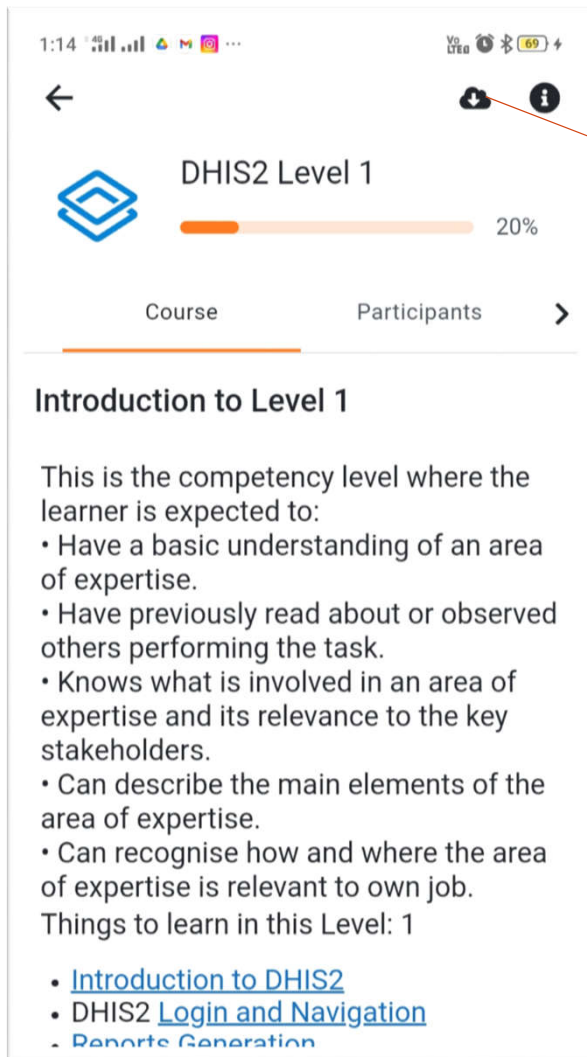 1:14 4G ...
Vo LTE 69
DHIS2 Level 1
20%
Course Participants
Introduction to Level 1
This is the competency level where the
learner is expected to:
• Have a basic understanding of an area
of expertise.
• Have previously read about or observed
others performing the task.
• Knows what is involved in an area of
expertise and its relevance to the key
stakeholders.
• Can describe the main elements of the
area of expertise.
• Can recognise how and where the area
of expertise is relevant to own job.
Things to learn in this Level: 1
• Introduction to DHIS2
• DHIS2 Login and Navigation
• Reports Generation